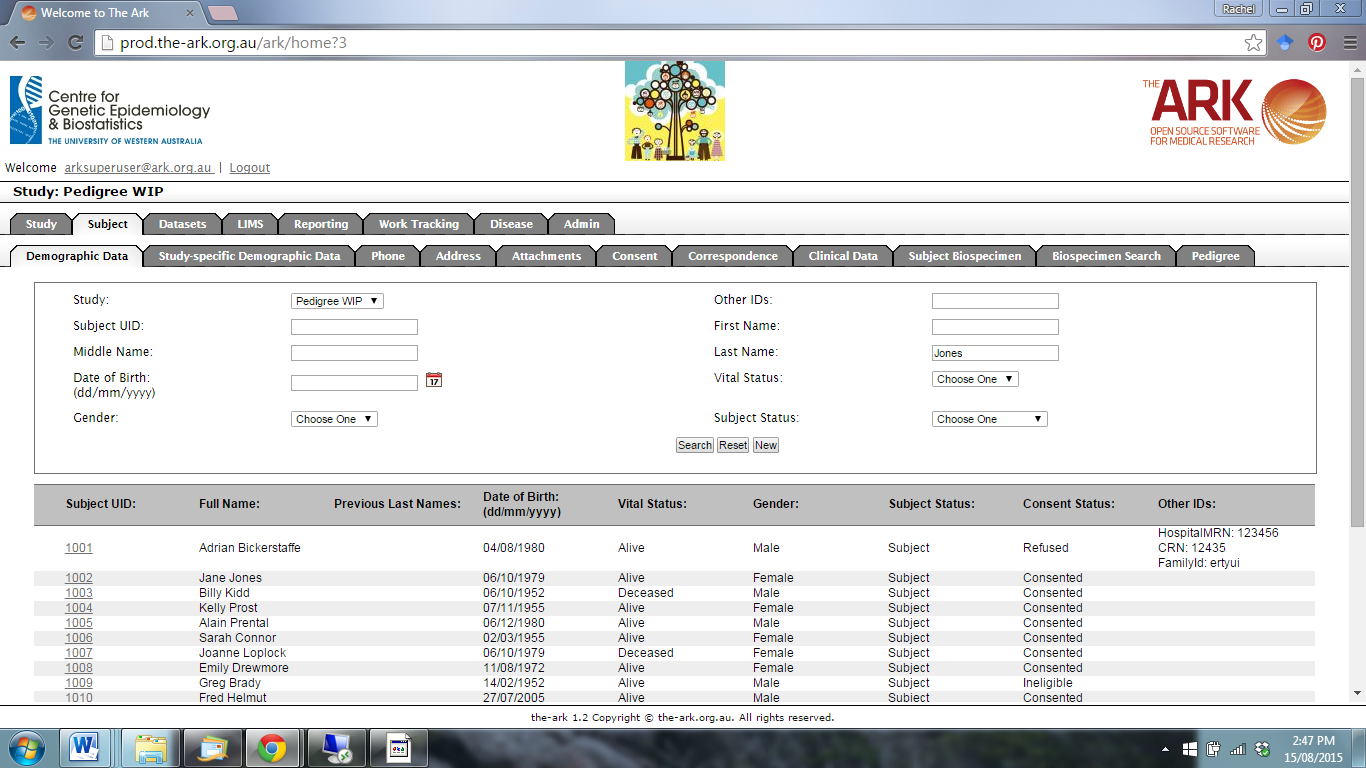 Welcome to The Ark
Rachel
prod.the-ark.org.au/ark/home?3
Centre for
Genetic Epidemiology
& Biostatistics
THE UNIVERSITY OF WESTERN AUSTRALIA
THE
ARK
OPEN SOURCE SOFTWARE
FOR MEDICAL RESEARCH
Welcome arksuperuser@ark.org.au | Logout
Study: Pedigree WIP
Study Subject Datasets LIMS Reporting Work Tracking Disease Admin
Demographic Data Study-specific Demographic Data Phone Address Attachments Consent Correspondence Clinical Data Subject Biospecimen Biospecimen Search Pedigree
Study: Pedigree WIP Other IDs:
Subject UID: First Name:
Middle Name: Last Name: Jones
Date of Birth: 17 Vital Status: Choose One
(dd/mm/yyyy)
Gender: Choose One Subject Status: Choose One
Search Reset New
Subject UID: Full Name: Previous Last Names: Date of Birth: (dd/mm/yyyy) Vital Status: Gender: Subject Status: Consent Status: Other IDs:
1001 Adrian Bickerstaffe 04/08/1980 Alive Male Subject Refused HospitalMRN: 123456
CRN: 12435
FamilyId: ertyui
1002 Jane Jones 06/10/1979 Alive Female Subject Consented
1003 Billy Kidd 06/10/1952 Deceased Male Subject Consented
1004 Kelly Prost 07/11/1955 Alive Female Subject Consented
1005 Alain Prental 06/12/1980 Alive Male Subject Consented
1006 Sarah Connor 02/03/1955 Alive Female Subject Consented
1007 Joanne Loplock 06/10/1979 Deceased Female Subject Consented
1008 Emily Drewmore 11/08/1972 Alive Female Subject Consented
1009 Greg Brady 14/02/1952 Alive Male Subject Ineligible
1010 Fred Helmut 27/07/2005 Alive Male Subject Consented
the-ark 1.2 Copyright © the-ark.org.au. All rights reserved.
2:47 PM
15/08/2015